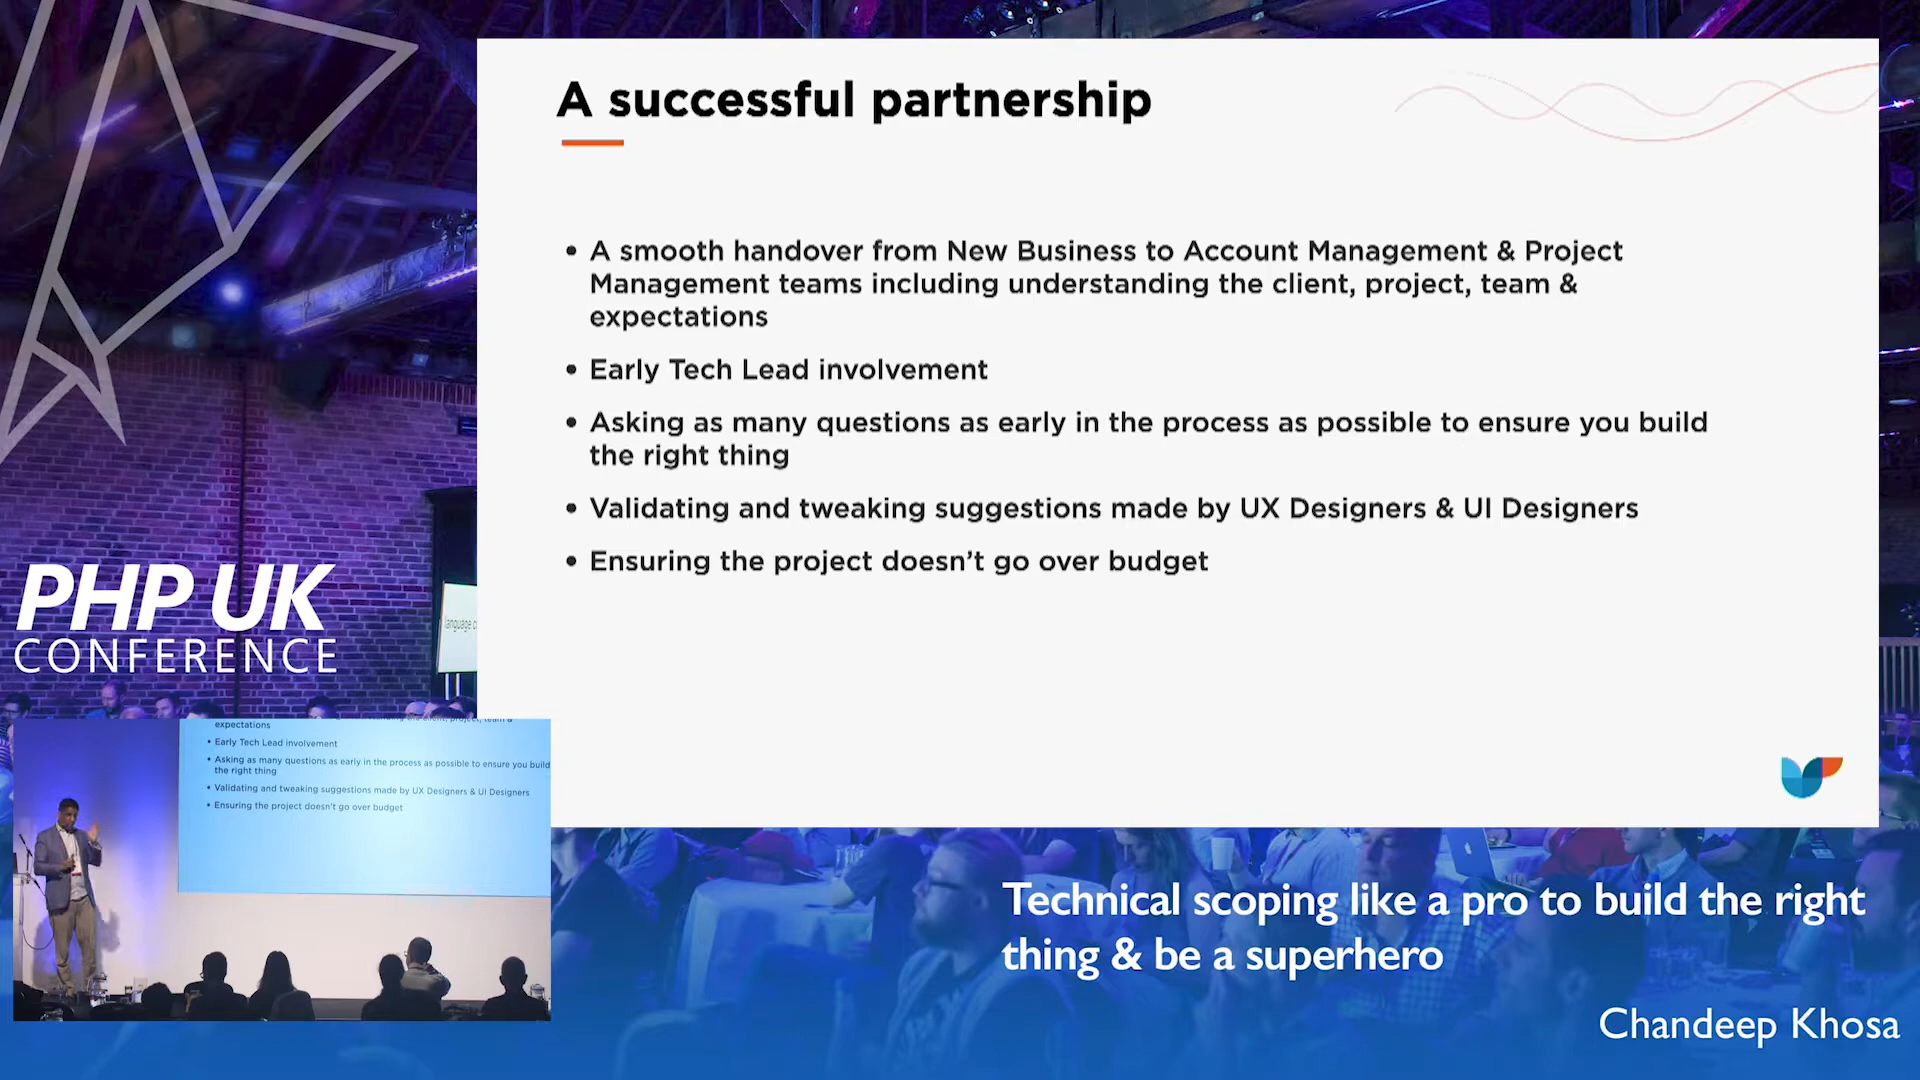 A successful partnership
• A smooth handover from New Business to Account Management & Project
Management teams including understanding the client, project, team &
expectations
• Early Tech Lead involvement
• Asking as many questions as early in the process as possible to ensure you build
the right thing
• Validating and tweaking suggestions made by UX Designers & UI Designers
• Ensuring the project doesn’t go over budget
PHP UK
CONFERENCE
language
expectations
• Early Tech Lead involvement
• Asking as many questions as early in the process as possible to ensure you build
the right thing
• Validating and tweaking suggestions made by UX Designers & UI Designers
• Ensuring the project doesn't go over budget
Technical scoping like a pro to build the right
thing & be a superhero
Chandeep Khosa